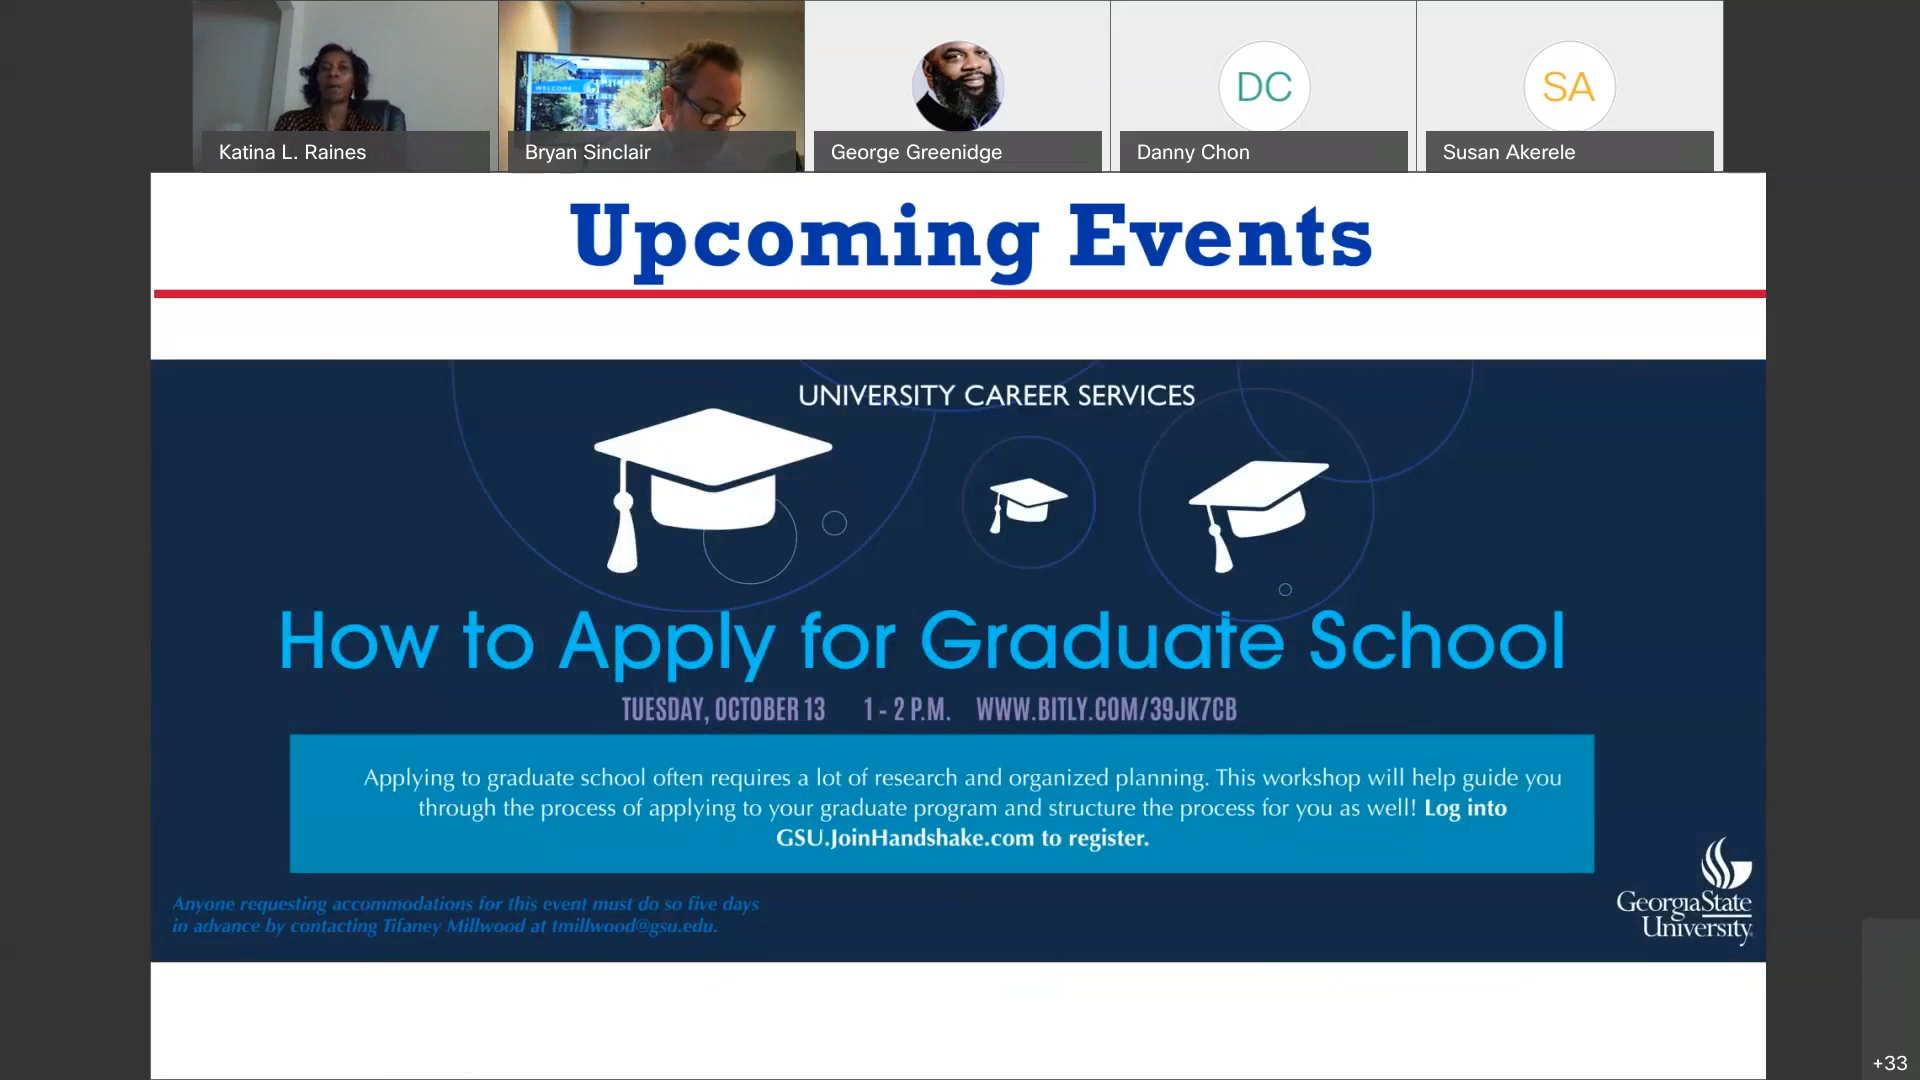 WELCOME
Katina L. Raines
Bryan Sinclair
George Greenidge
DC
Danny Chon
SA
Susan Akerele
Upcoming Events
UNIVERSITY CAREER SERVICES
How to Apply for Graduate School
TUESDAY, OCTOBER 13 1 - 2 P.M. WWW.BITLY.COM/39JK7CB
Applying to graduate school often requires a lot of research and organized planning. This workshop will help guide you
through the process of applying to your graduate program and structure the process for you as well! Log into
GSU.JoinHandshake.com to register.
Anyone requesting accommodations for this event must do so five days
in advance by contacting Tifaney Millwood at tmillwood@gsu.edu.
GeorgiaState
University
+33